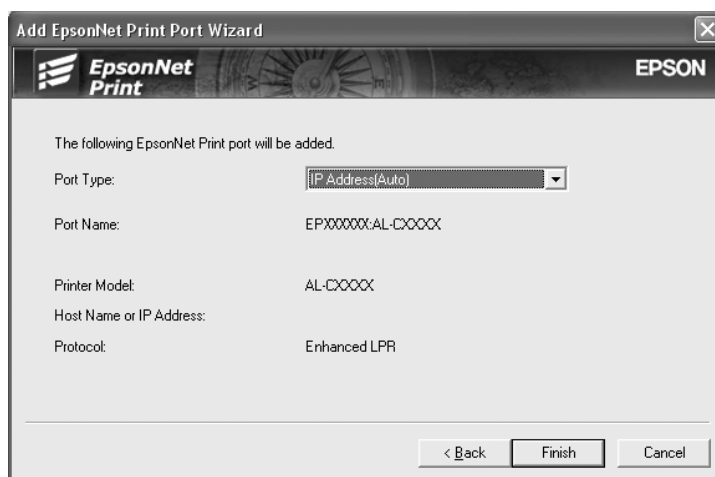 Add EpsonNet Print Port Wizard
EpsonNet
Print
EPSON
The following EpsonNet Print port will be added.
Port Type: IP Address(Auto)
Port Name: EPXXXXXX:AL-CXXXX
Printer Model: AL-CXXXX
Host Name or IP Address:
Protocol: Enhanced LPR
< Back Finish Cancel